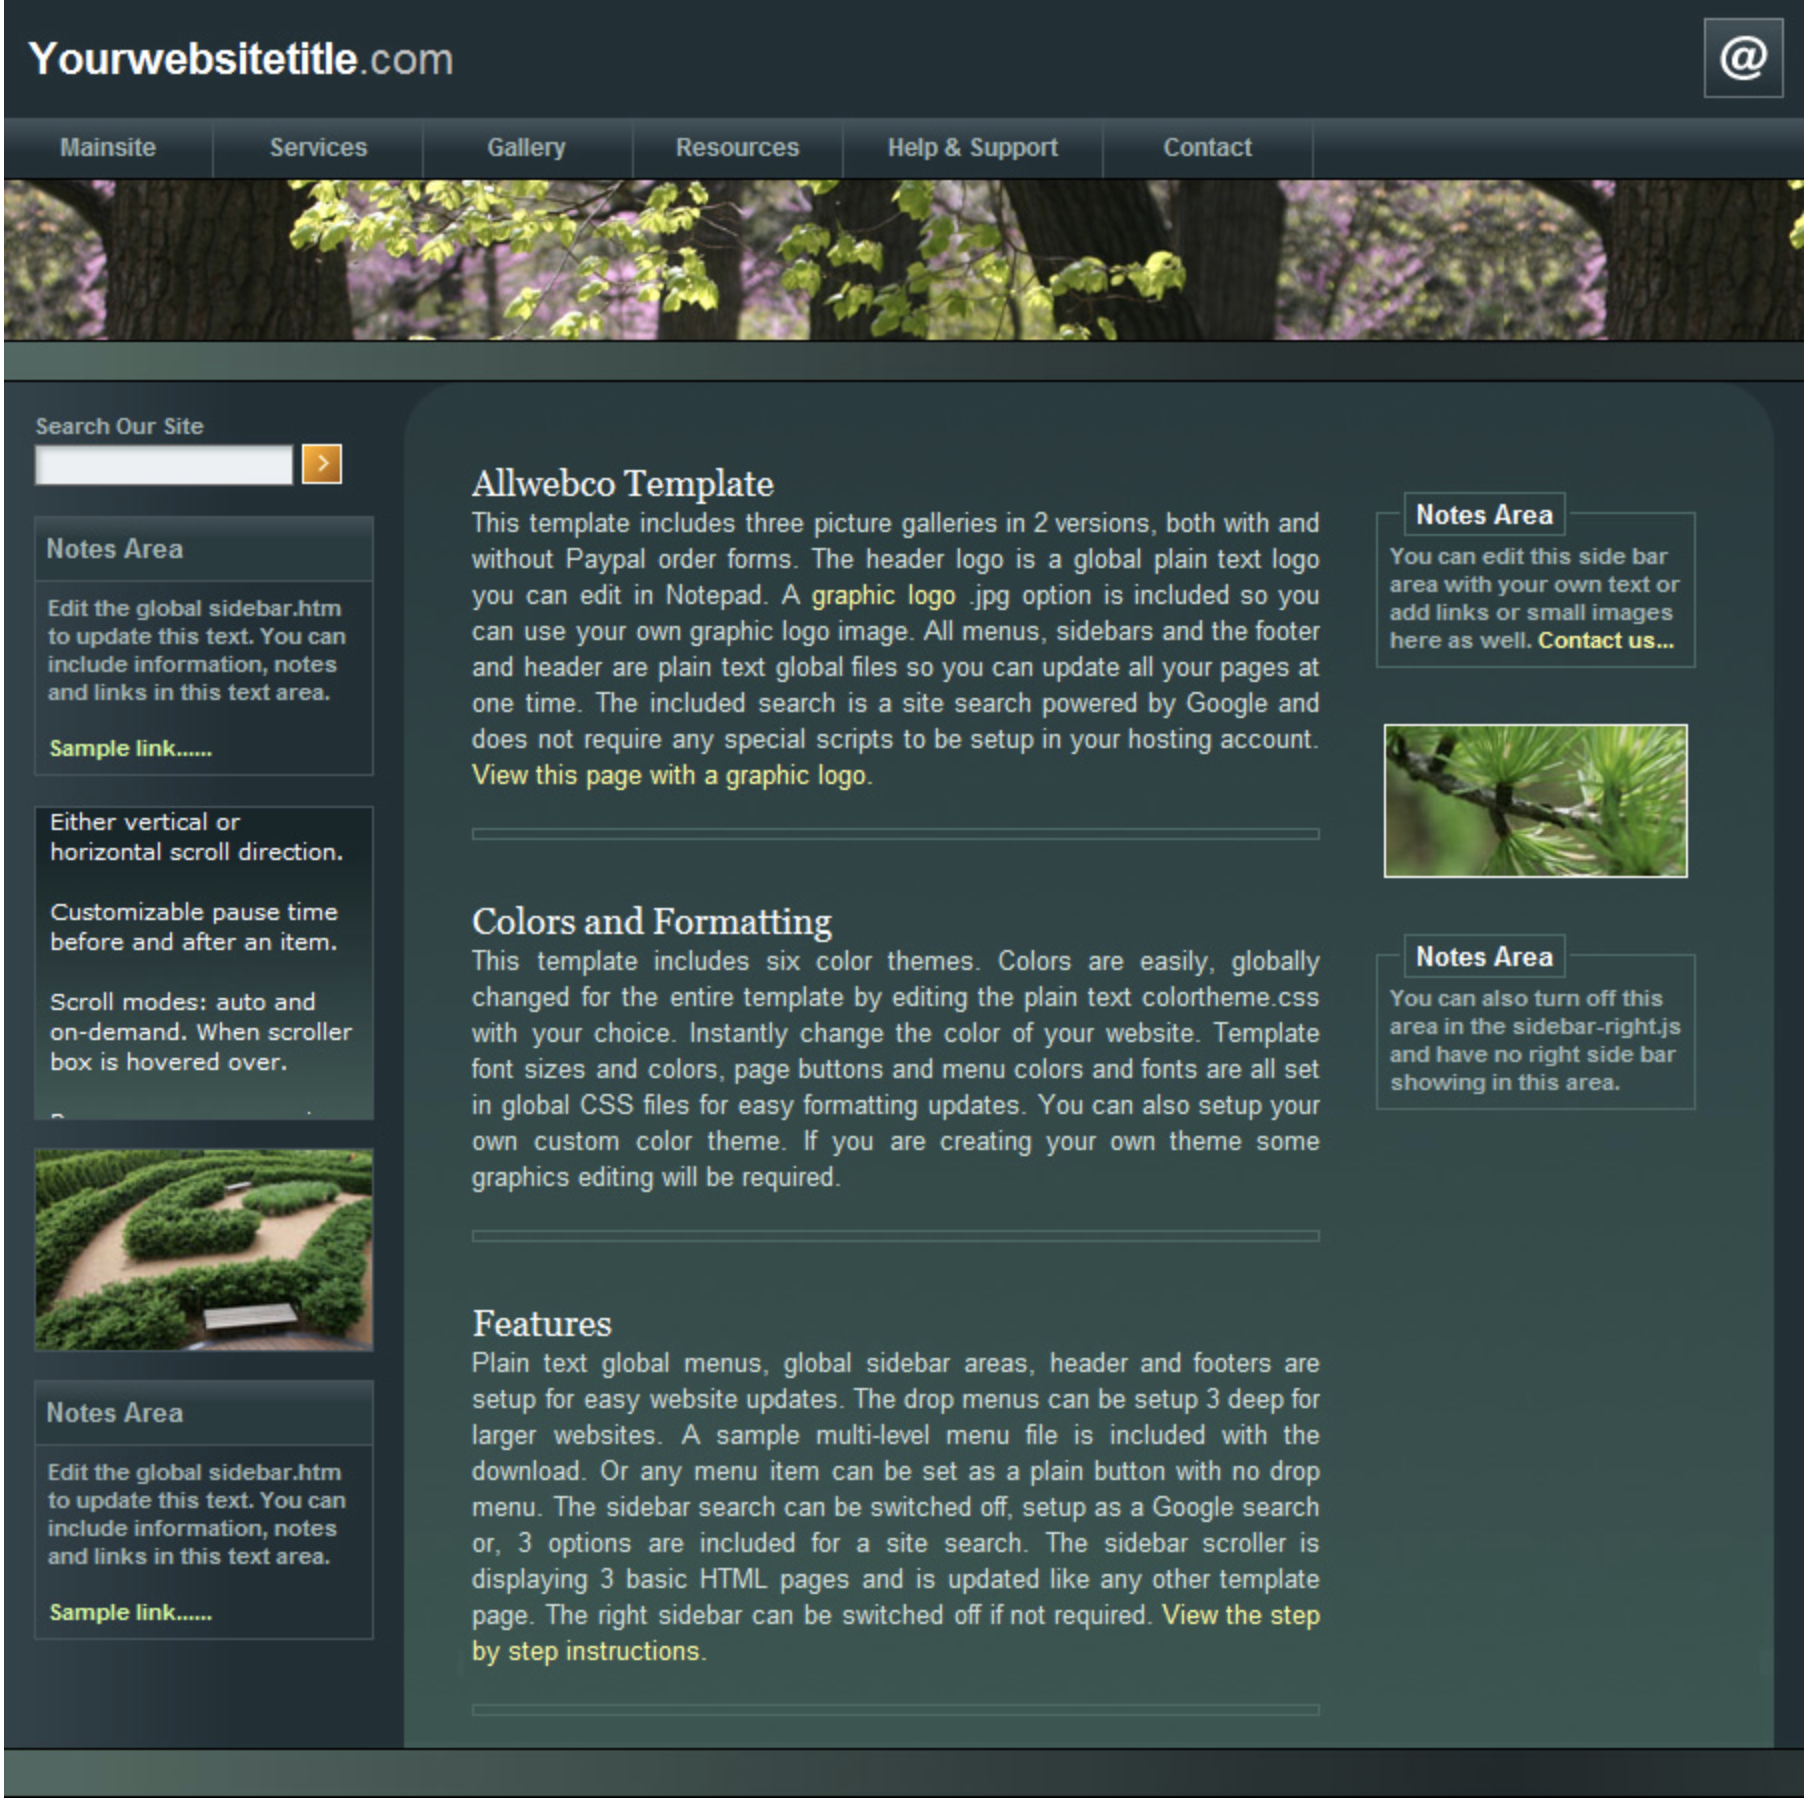 Yourwebsitetitle.com
@
Mainsite
Services
Gallery
Resources
Help & Support
Contact
Search Our Site
Notes Area
Edit the global sidebar.htm
to update this text. You can
include information, notes
and links in this text area.
Sample link......
Either vertical or
horizontal scroll direction.
Customizable pause time
before and after an item.
Scroll modes: auto and
on-demand. When scroller
box is hovered over.
Notes Area
Edit the global sidebar.htm
to update this text. You can
include information, notes
and links in this text area.
Sample link......
Allwebco Template
This template includes three picture galleries in 2 versions, both with and
without Paypal order forms. The header logo is a global plain text logo
you can edit in Notepad. A graphic logo .jpg option is included so you
can use your own graphic logo image. All menus, sidebars and the footer
and header are plain text global files so you can update all your pages at
one time. The included search is a site search powered by Google and
does not require any special scripts to be setup in your hosting account.
View this page with a graphic logo.
Colors and Formatting
This template includes six color themes. Colors are easily, globally
changed for the entire template by editing the plain text colortheme.css
with your choice. Instantly change the color of your website. Template
font sizes and colors, page buttons and menu colors and fonts are all set
in global CSS files for easy formatting updates. You can also setup your
own custom color theme. If you are creating your own theme some
graphics editing will be required.
Features
Plain text global menus, global sidebar areas, header and footers are
setup for easy website updates. The drop menus can be setup 3 deep for
larger websites. A sample multi-level menu file is included with the
download. Or any menu item can be set as a plain button with no drop
menu. The sidebar search can be switched off, setup as a Google search
or, 3 options are included for a site search. The sidebar scroller is
displaying 3 basic HTML pages and is updated like any other template
page. The right sidebar can be switched off if not required. View the step
by step instructions.
Notes Area
You can edit this side bar
area with your own text or
add links or small images
here as well. Contact us...
Notes Area
You can also turn off this
area in the sidebar-right.js
and have no right side bar
showing in this area.